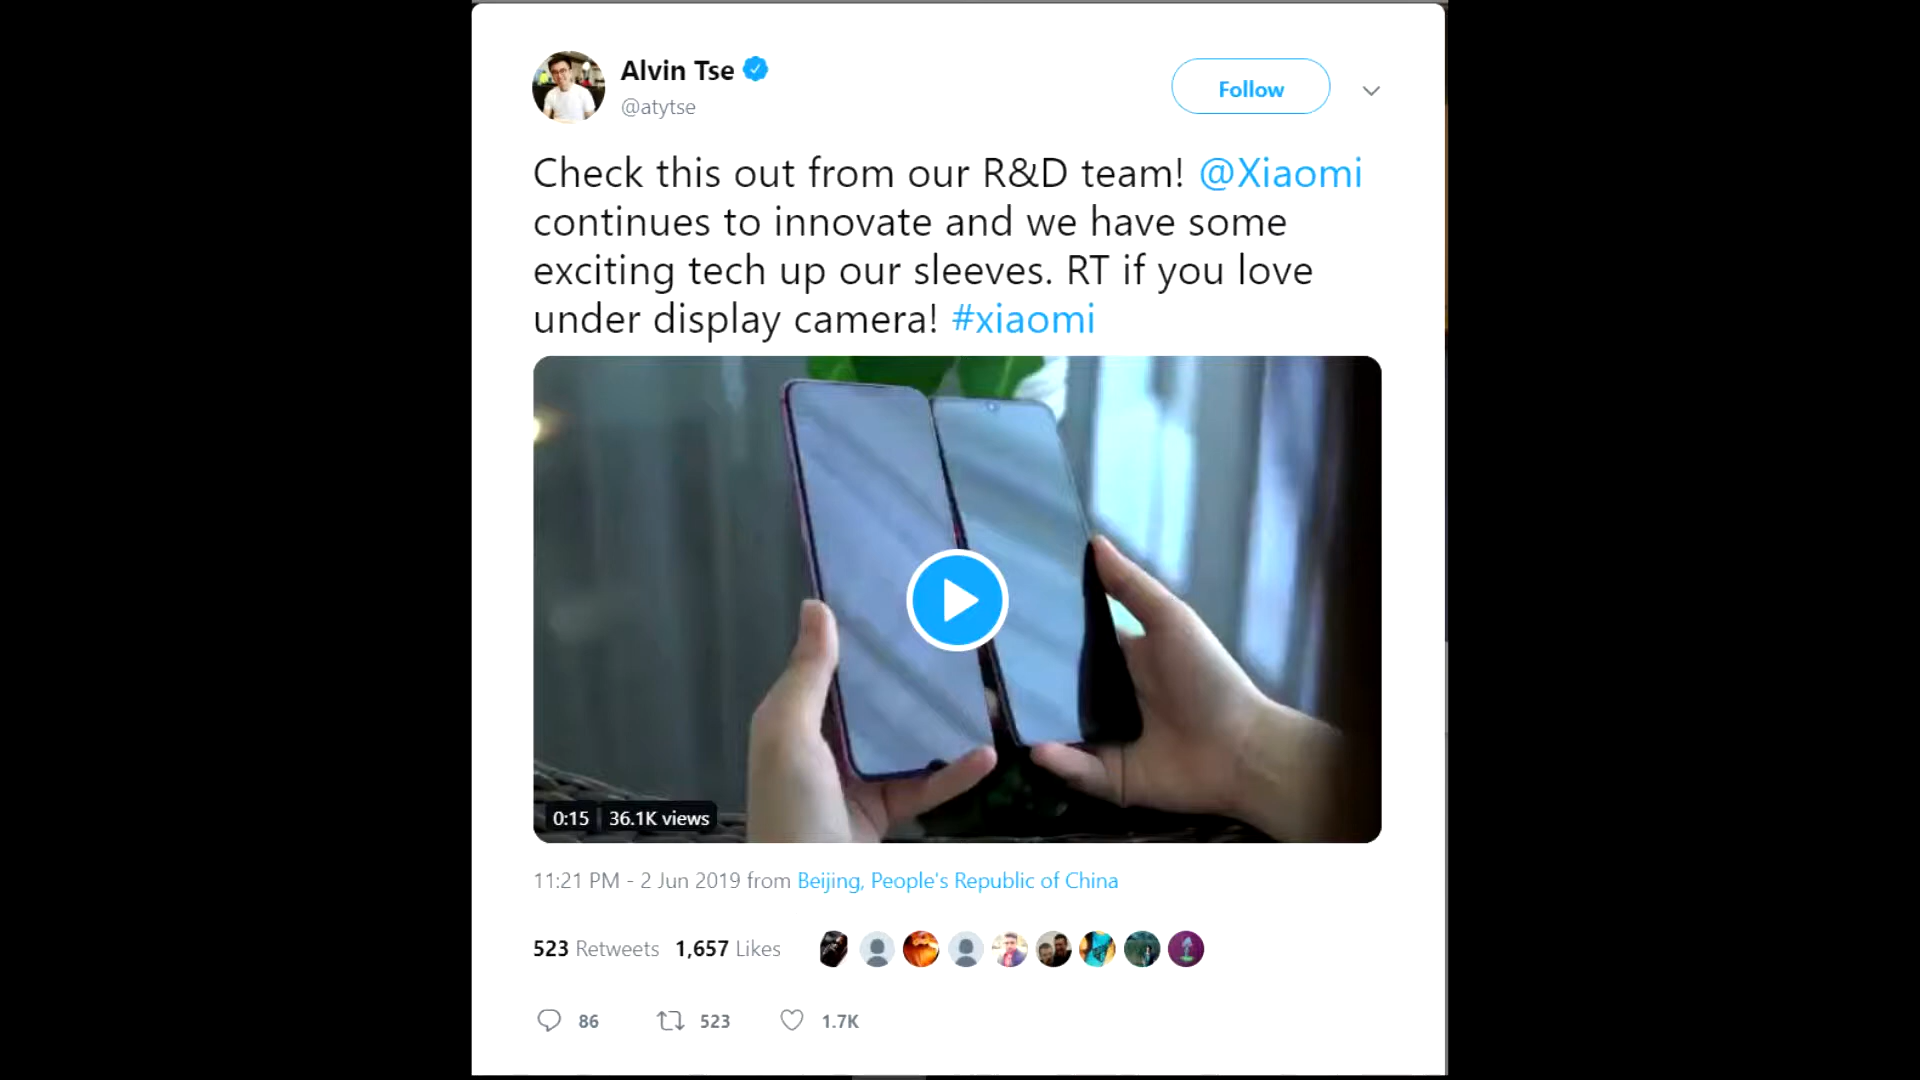 Alvin Tse
@atytse
Follow
Check this out from our R&D team! @Xiaomi
continues to innovate and we have some
exciting tech up our sleeves. RT if you love
under display camera! #xiaomi
0:15 36.1K views
11:21 PM - 2 Jun 2019 from Beijing, People's Republic of China
523 Retweets 1,657 Likes
86 523 1.7K